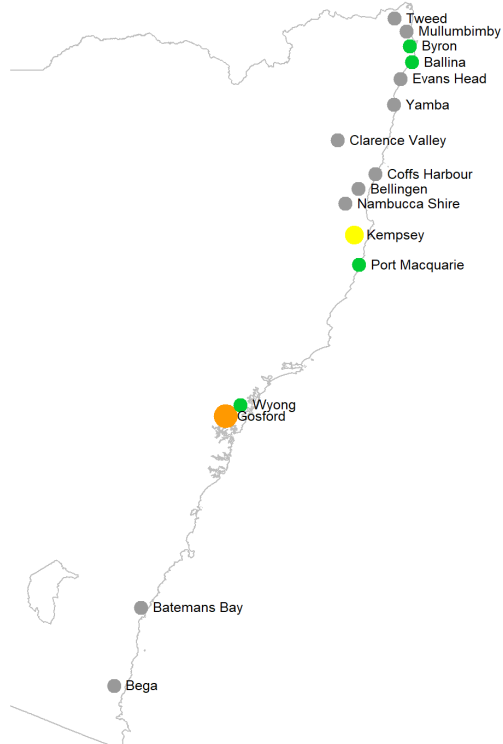 Tweed
Mullumbimby
Byron
Ballina
Evans Head
Yamba
Clarence Valley
Coffs Harbour
Bellingen
Nambucca Shire
Kempsey
Port Macquarie
Wyong
Gosford
Batemans Bay
Bega